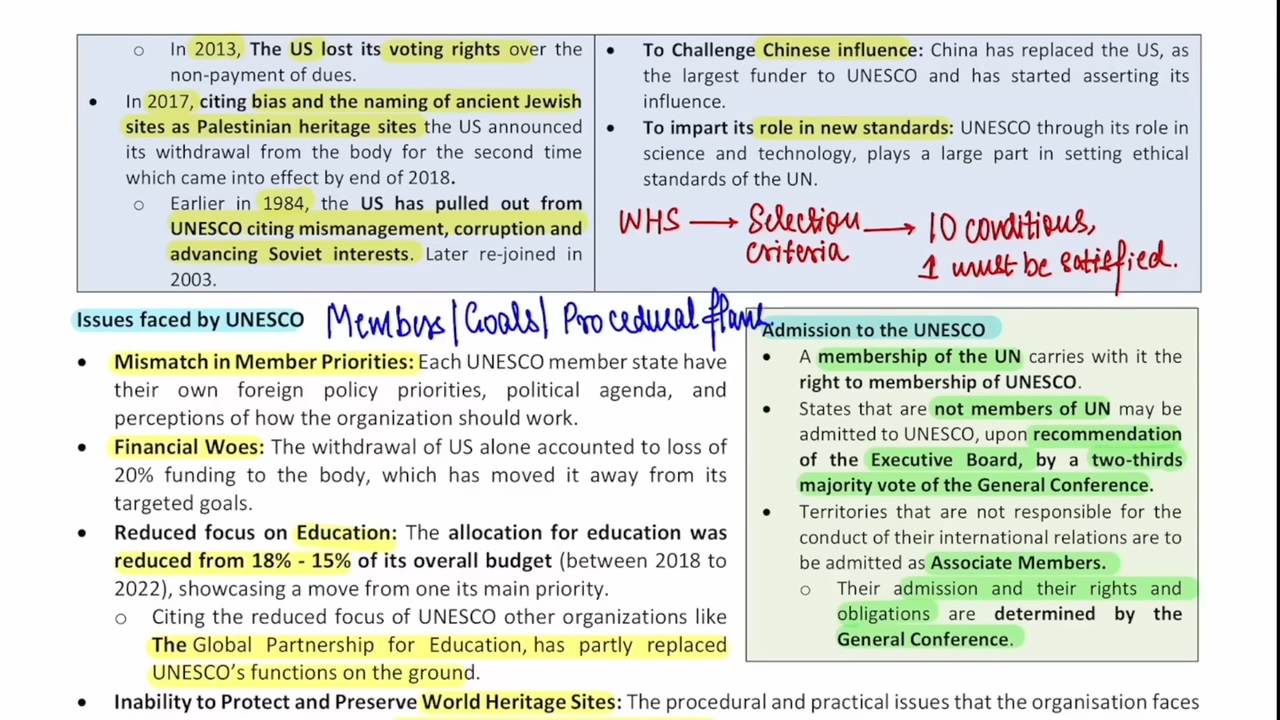 o In 2013, The US lost its voting rights over the
non-payment of dues.
• In 2017, citing bias and the naming of ancient Jewish
sites as Palestinian heritage sites the US announced
its withdrawal from the body for the second time
which came into effect by end of 2018.
o Earlier in 1984, the US has pulled out from
UNESCO citing mismanagement, corruption and
advancing Soviet interests. Later re-joined in
2003.
• To Challenge Chinese influence: China has replaced the US, as
the largest funder to UNESCO and has started asserting its
influence.
• To impart its role in new standards: UNESCO through its role in
science and technology, plays a large part in setting ethical
standards of the UN.
WHS → Selection → 10 conditions,
criteria 1 must be satisfied.
Issues faced by UNESCO Members/Goals/Procedural flaws
• Mismatch in Member Priorities: Each UNESCO member state have
their own foreign policy priorities, political agenda, and
perceptions of how the organization should work.
• Financial Woes: The withdrawal of US alone accounted to loss of
20% funding to the body, which has moved it away from its
targeted goals.
• Reduced focus on Education: The allocation for education was
reduced from 18% - 15% of its overall budget (between 2018 to
2022), showcasing a move from one its main priority.
o Citing the reduced focus of UNESCO other organizations like
The Global Partnership for Education, has partly replaced
UNESCO's functions on the ground.
Admission to the UNESCO
• A membership of the UN carries with it the
right to membership of UNESCO.
• States that are not members of UN may be
admitted to UNESCO, upon recommendation
of the Executive Board, by a two-thirds
majority vote of the General Conference.
• Territories that are not responsible for the
conduct of their international relations are to
be admitted as Associate Members.
o Their admission and their rights and
obligations are determined by the
General Conference.
• Inability to Protect and Preserve World Heritage Sites: The procedural and practical issues that the organisation faces